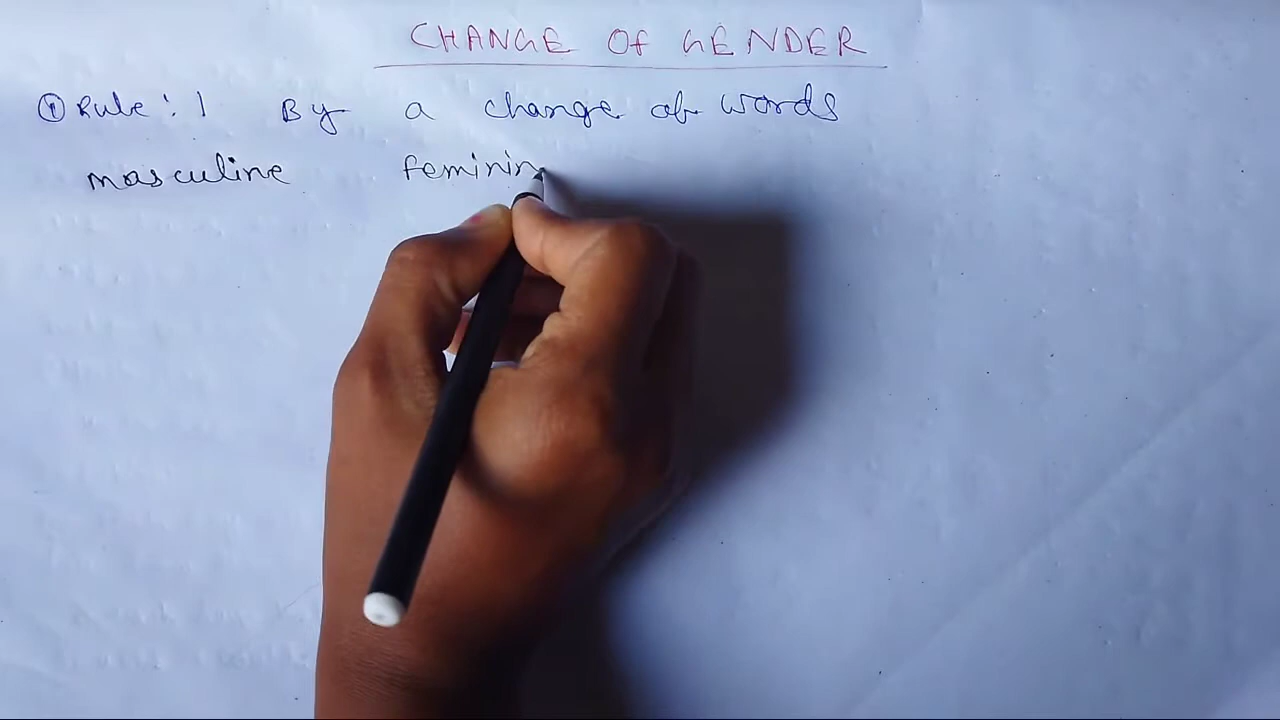 CHANGE Of GENDER
① Rule: 1 By a change of words
masculine feminin